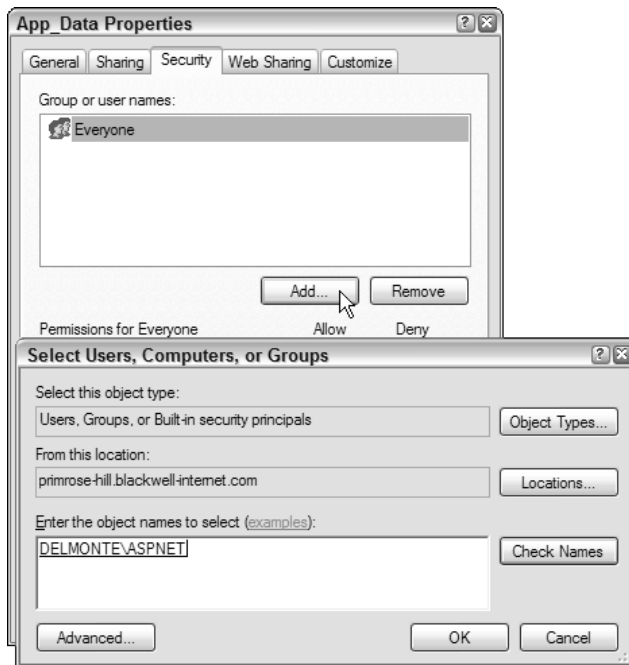 App_Data Properties
General Sharing Security Web Sharing Customize
Group or user names:
Everyone
Add... Remove
Permissions for Everyone Allow Deny
Select Users, Computers, or Groups
Select this object type:
Users, Groups, or Built-in security principals Object Types...
From this location:
primrose-hill.blackwell-internet.com Locations...
Enter the object names to select (examples):
DELMONTE\ASPNET Check Names
Advanced... OK Cancel